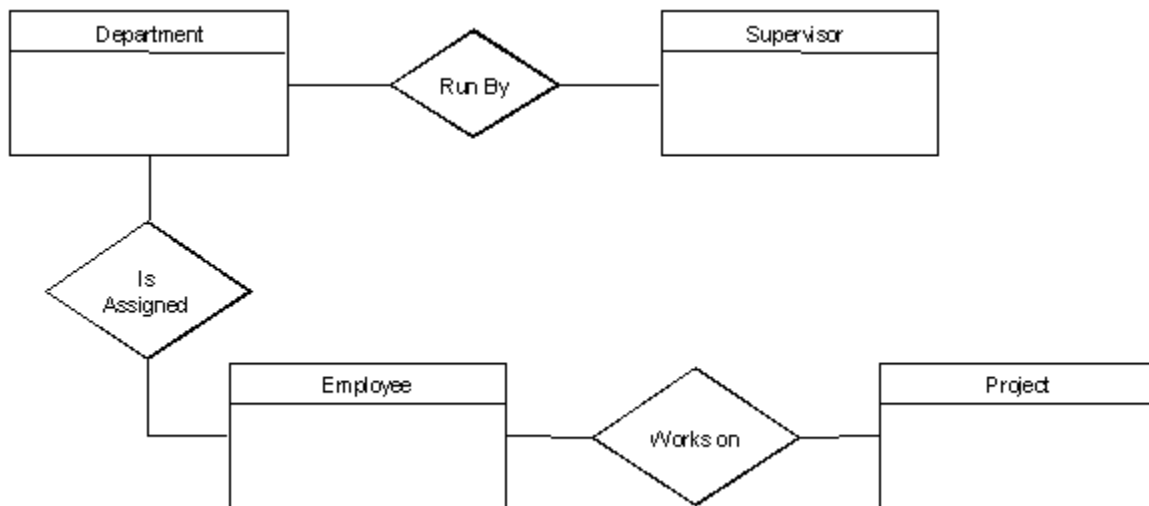 Department
Supervisor
Run By
Is
Assigned
Employee
Project
Works on